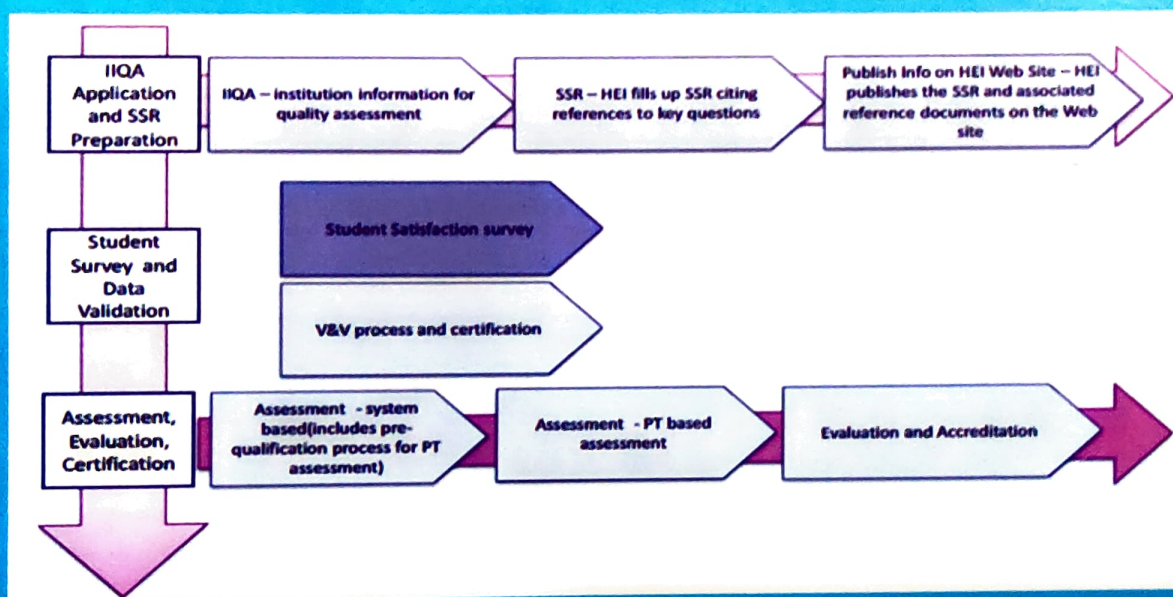 IIQA
Application
and SSR
Preparation
IIQA – institution information for
quality assessment
SSR – HEI fills up SSR citing
references to key questions
Publish Info on HEI Web Site – HEI
publishes the SSR and associated
reference documents on the Web
site
Student
Survey and
Data
Validation
Student Satisfaction survey
V&V process and certification
Assessment,
Evaluation,
Certification
Assessment - system
based(includes pre-
qualification process for PT
assessment)
Assessment - PT based
assessment
Evaluation and Accreditation